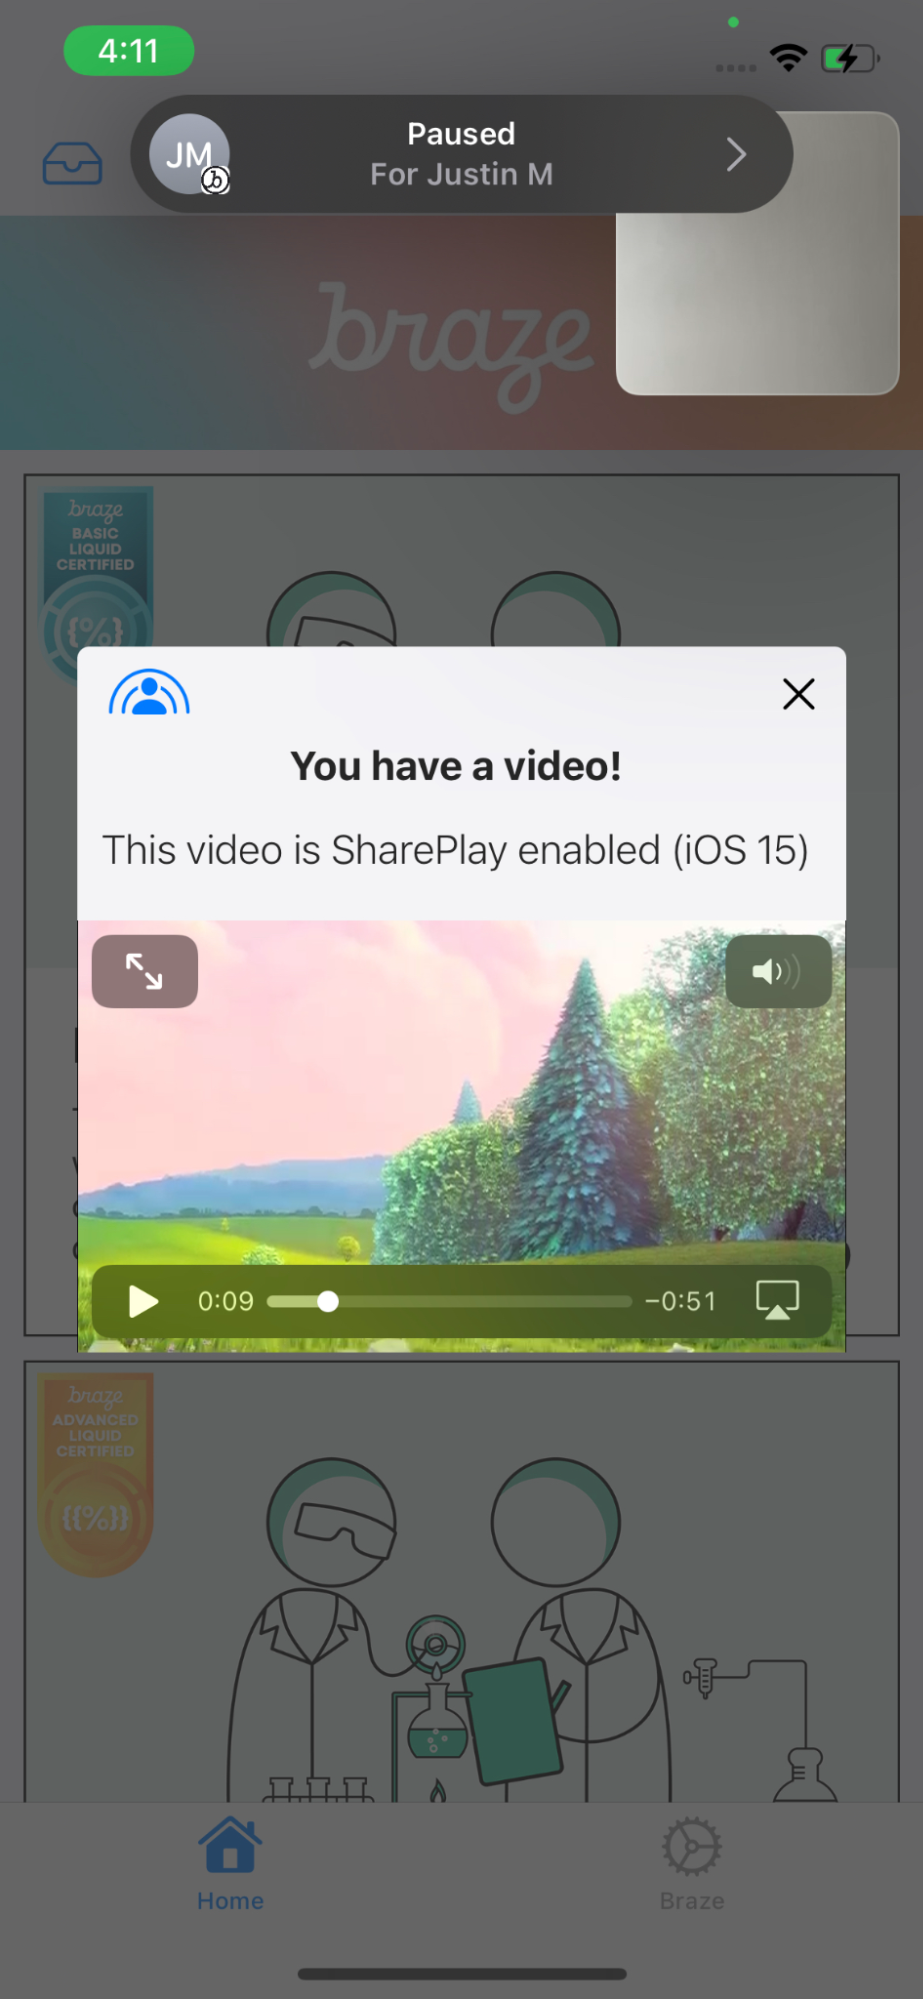 4:11
JM
b
Paused
For Justin M
braze
braze
BASIC
LIQUID
CERTIFIED
{%}
You have a video!
This video is SharePlay enabled (iOS 15)
0:09
−0:51
braze
ADVANCED
LIQUID
CERTIFIED
{{%}}
Home
Braze